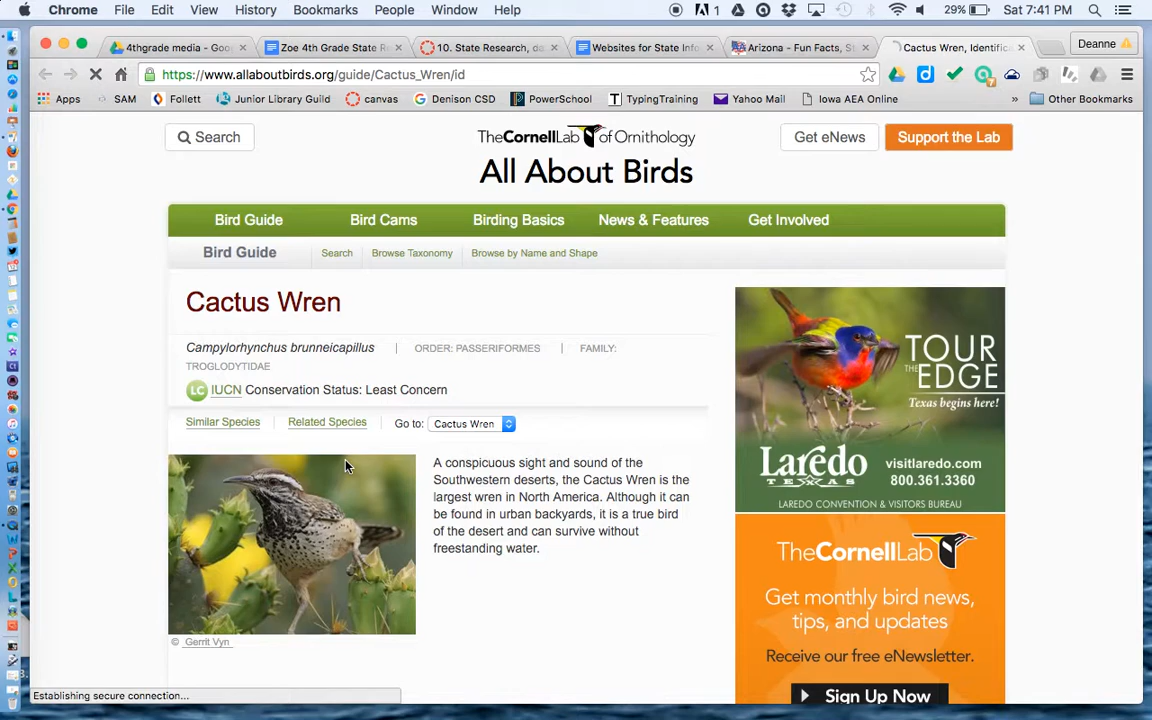 Chrome File Edit View History Bookmarks People Window Help 1 29% Sat 7:41 PM
4thgrade media - Goo Zoe 4th Grade State R 10. State Research, da Websites for State Info Arizona - Fun Facts, S Cactus Wren, Identifica Deanne
https://www.allaboutbirds.org/guide/Cactus_Wren/id
Apps SAM Follett Junior Library Guild canvas Denison CSD PowerSchool TypingTraining Yahoo Mail Iowa AEA Online » Other Bookmarks
Search
TheCornellLab of Ornithology
All About Birds
Get eNews
Support the Lab
Bird Guide Bird Cams Birding Basics News & Features Get Involved
Bird Guide Search Browse Taxonomy Browse by Name and Shape
Cactus Wren
Campylorhynchus brunneicapillus | ORDER: PASSERIFORMES | FAMILY:
TROGLODYTIDAE
LC IUCN Conservation Status: Least Concern
Similar Species | Related Species | Go to: Cactus Wren
A conspicuous sight and sound of the
Southwestern deserts, the Cactus Wren is the
largest wren in North America. Although it can
be found in urban backyards, it is a true bird
of the desert and can survive without
freestanding water.
© Gerrit Vyn
TOUR
THE EDGE
Texas begins here!
Laredo
TEXAS
visitlaredo.com
800.361.3360
LAREDO CONVENTION & VISITORS BUREAU
TheCornellLab
Get monthly bird news,
tips, and updates
Receive our free eNewsletter.
Sign Up Now
Establishing secure connection...